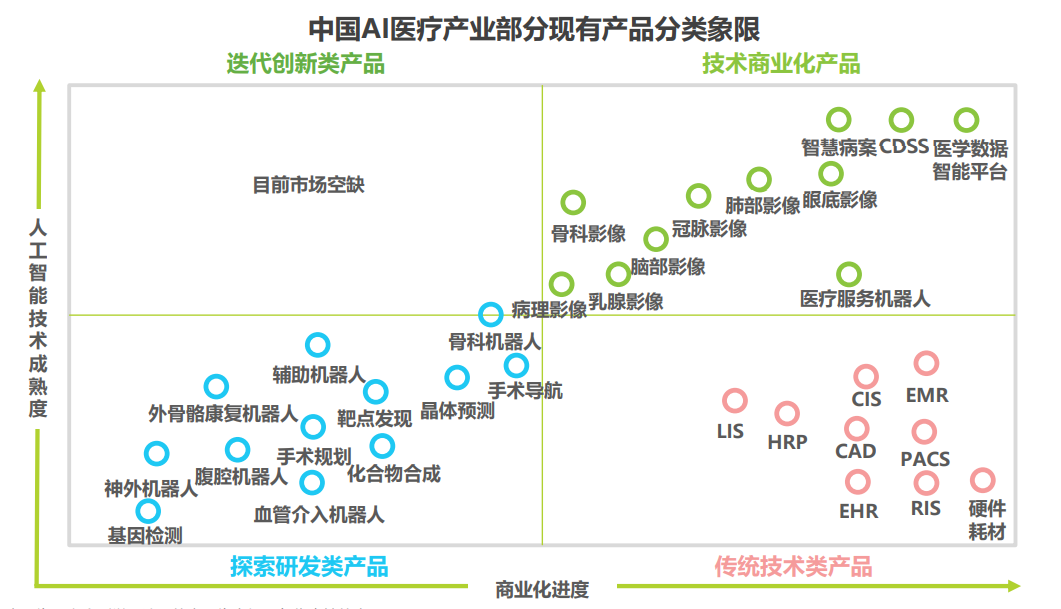 中国AI医疗产业部分现有产品分类象限
迭代创新类产品
技术商业化产品
人工智能技术成熟度
目前市场空缺
智慧病案
CDSS
医学数据
智能平台
肺部影像
眼底影像
骨科影像
冠脉影像
脑部影像
病理影像
乳腺影像
医疗服务机器人
骨科机器人
辅助机器人
手术导航
外骨骼康复机器人
靶点发现
晶体预测
手术规划
神外机器人
腹腔机器人
化合物合成
血管介入机器人
基因检测
CIS
EMR
LIS
HRP
CAD
PACS
EHR
RIS
硬件
耗材
探索研发类产品
传统技术类产品
商业化进度